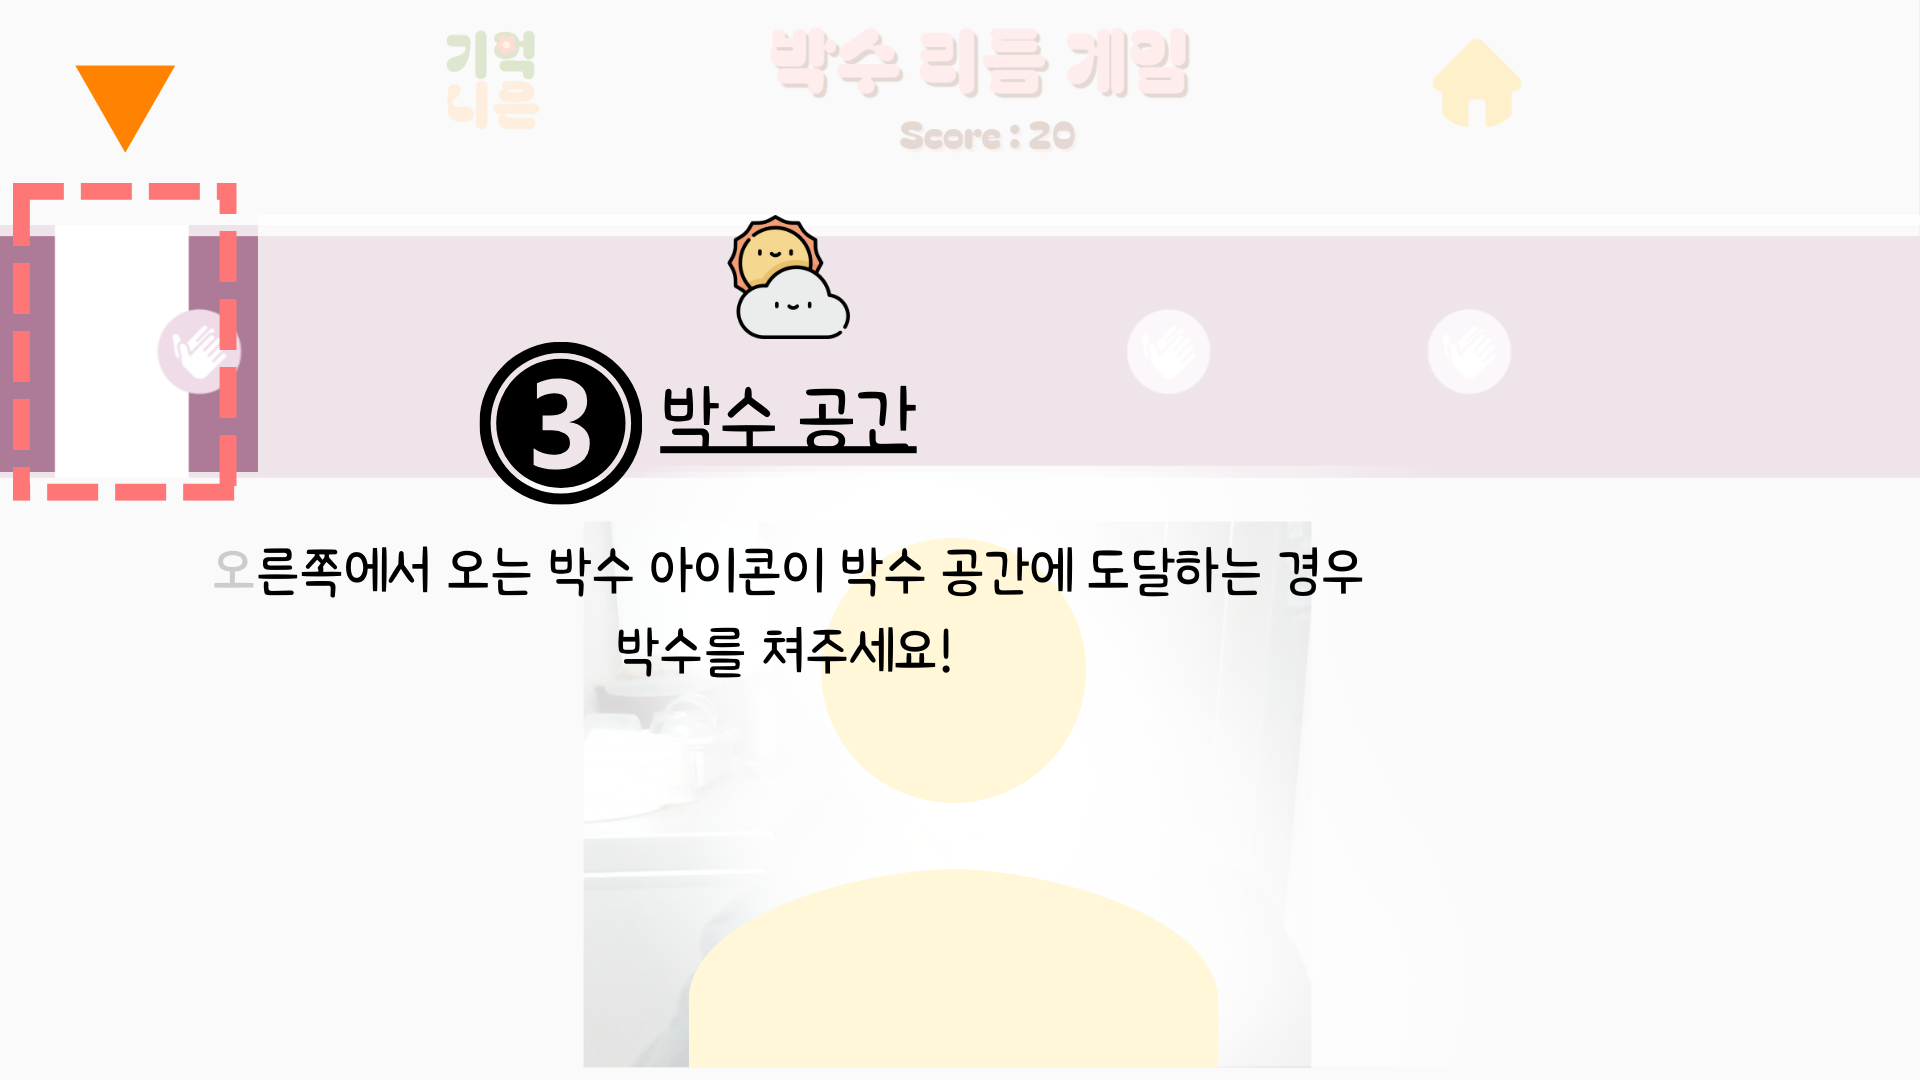 기억
니은
박수 리듬 게임
Score : 20
3 박수 공간
오른쪽에서 오는 박수 아이콘이 박수 공간에 도달하는 경우
박수를 쳐주세요!